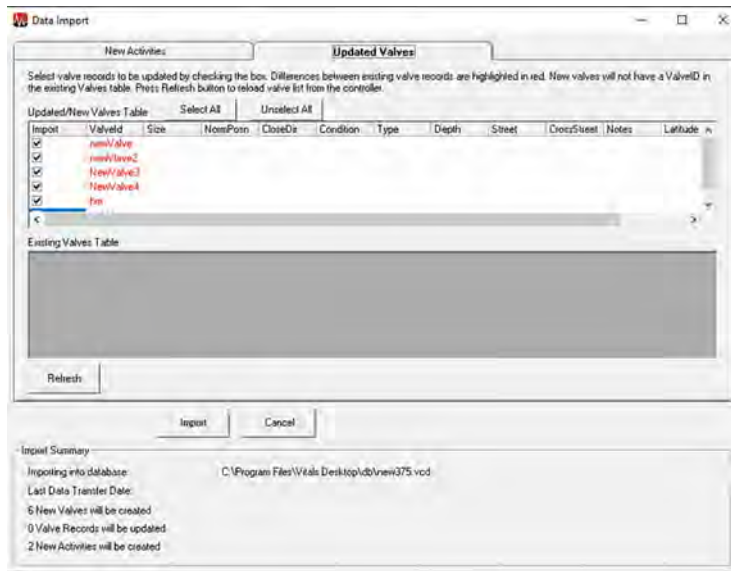 Data Import
New Activities
Updated Valves
Select valve records to be updated by checking the box. Differences between existing valve records are highlighted in red. New valves will not have a ValveID in
the existing Valves table. Press Refresh button to reload valve list from the controller.
Updated/New Valves Table Select All Unselect All
Import ValveId Size NormPosn CloseDir Condition Type Depth Street CrossStreet Notes Latitude
newValve
NewValve3
NewValve4
Existing Valves Table
Refresh
Import Cancel
Import Summary
Importing into database: C:\Program Files\Vitals Desktop\db\new375.vcd
Last Data Transfer Date:
6 New Valves will be created
0 Valve Records will be updated
2 New Activities will be created